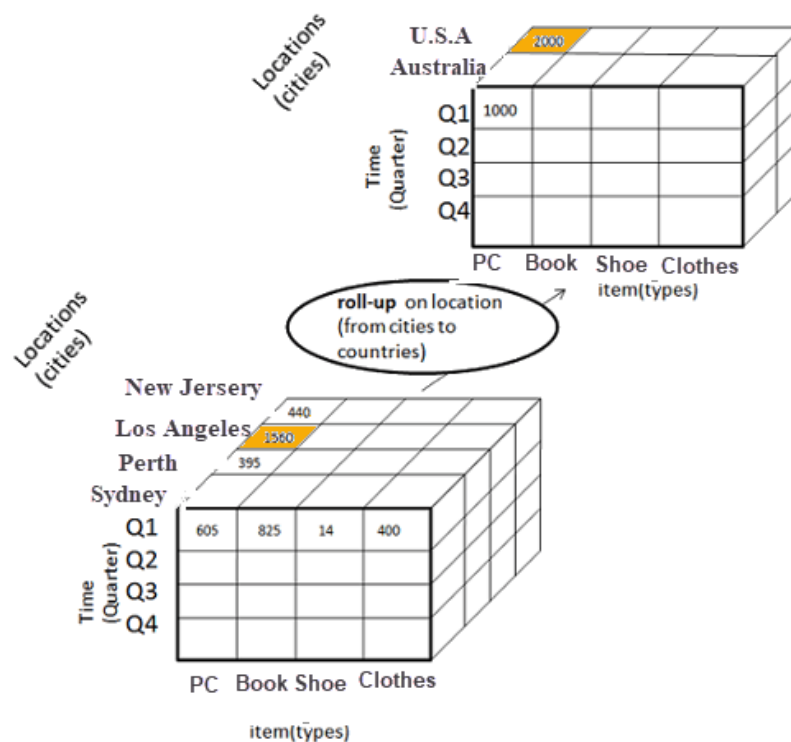 Locations
(cities)
U.S.A
Australia
2000
Time
(Quarter)
Q1
1000
Q2
Q3
Q4
PC Book Shoe Clothes
item(types)
roll-up on location
(from cities to
countries)
Locations
(cities)
New Jersery
440
Los Angeles
1560
Perth
395
Sydney
Time
(Quarter)
Q1
605 825 14 400
Q2
Q3
Q4
PC Book Shoe Clothes
item(types)